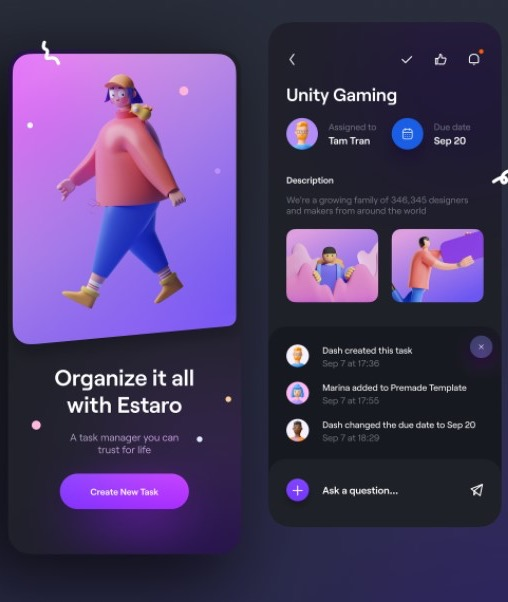 Organize it all
with Estaro
A task manager you can
trust for life
Create New Task
Unity Gaming
Assigned to
Tam Tran
Due date
Sep 20
Description
We're a growing family of 346,345 designers
and makers from around the world
Dash created this task
Sep 7 at 17:36
Marina added to Premade Template
Sep 7 at 17:55
Dash changed the due date to Sep 20
Sep 7 at 18:29
Ask a question...